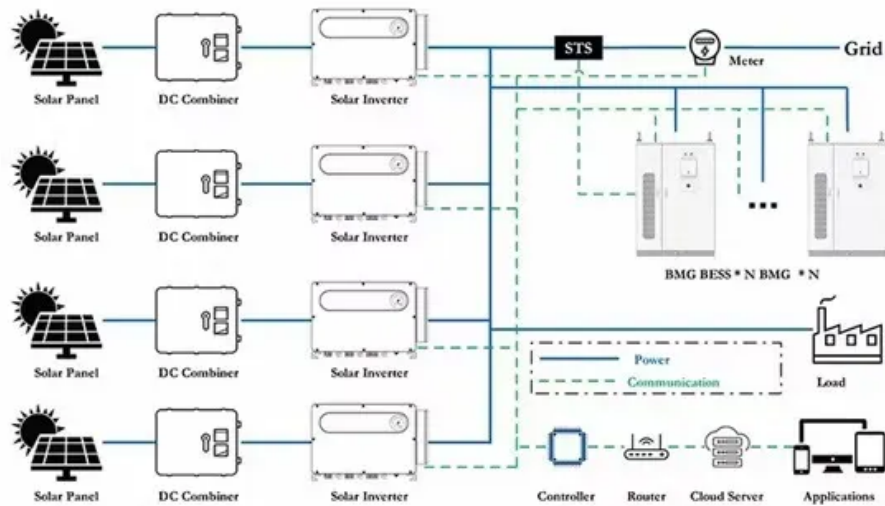 STS
Meter
Grid
Solar Panel
DC Combiner
Solar Inverter
Solar Panel
DC Combiner
Solar Inverter
BMG BESS * N BMG * N
Solar Panel
DC Combiner
Solar Inverter
Power
Communication
Load
Solar Panel
DC Combiner
Solar Inverter
Controller
Router
Cloud Server
Applications